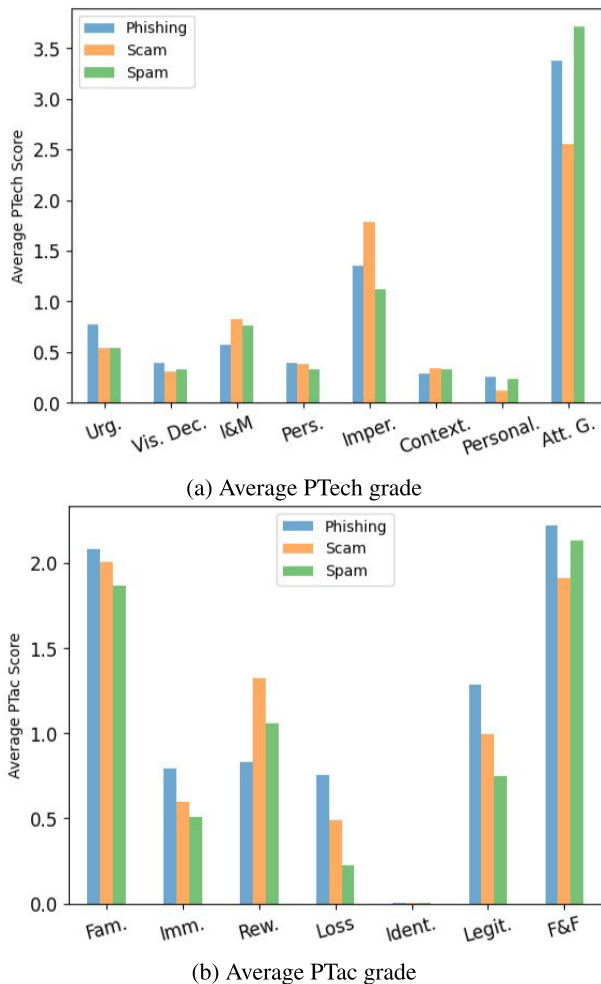 Phishing
Scam
Spam
Average PTech Score
3.5
3.0
2.5
2.0
1.5
1.0
0.5
0.0
Urg. Vis. Dec. I&M Pers. Imper. Context. Personal. Att. G.
(a) Average PTech grade
Phishing
Scam
Spam
Average PTac Score
2.0
1.5
1.0
0.5
0.0
Fam. Imm. Rew. Loss Ident. Legit. F&F
(b) Average PTac grade